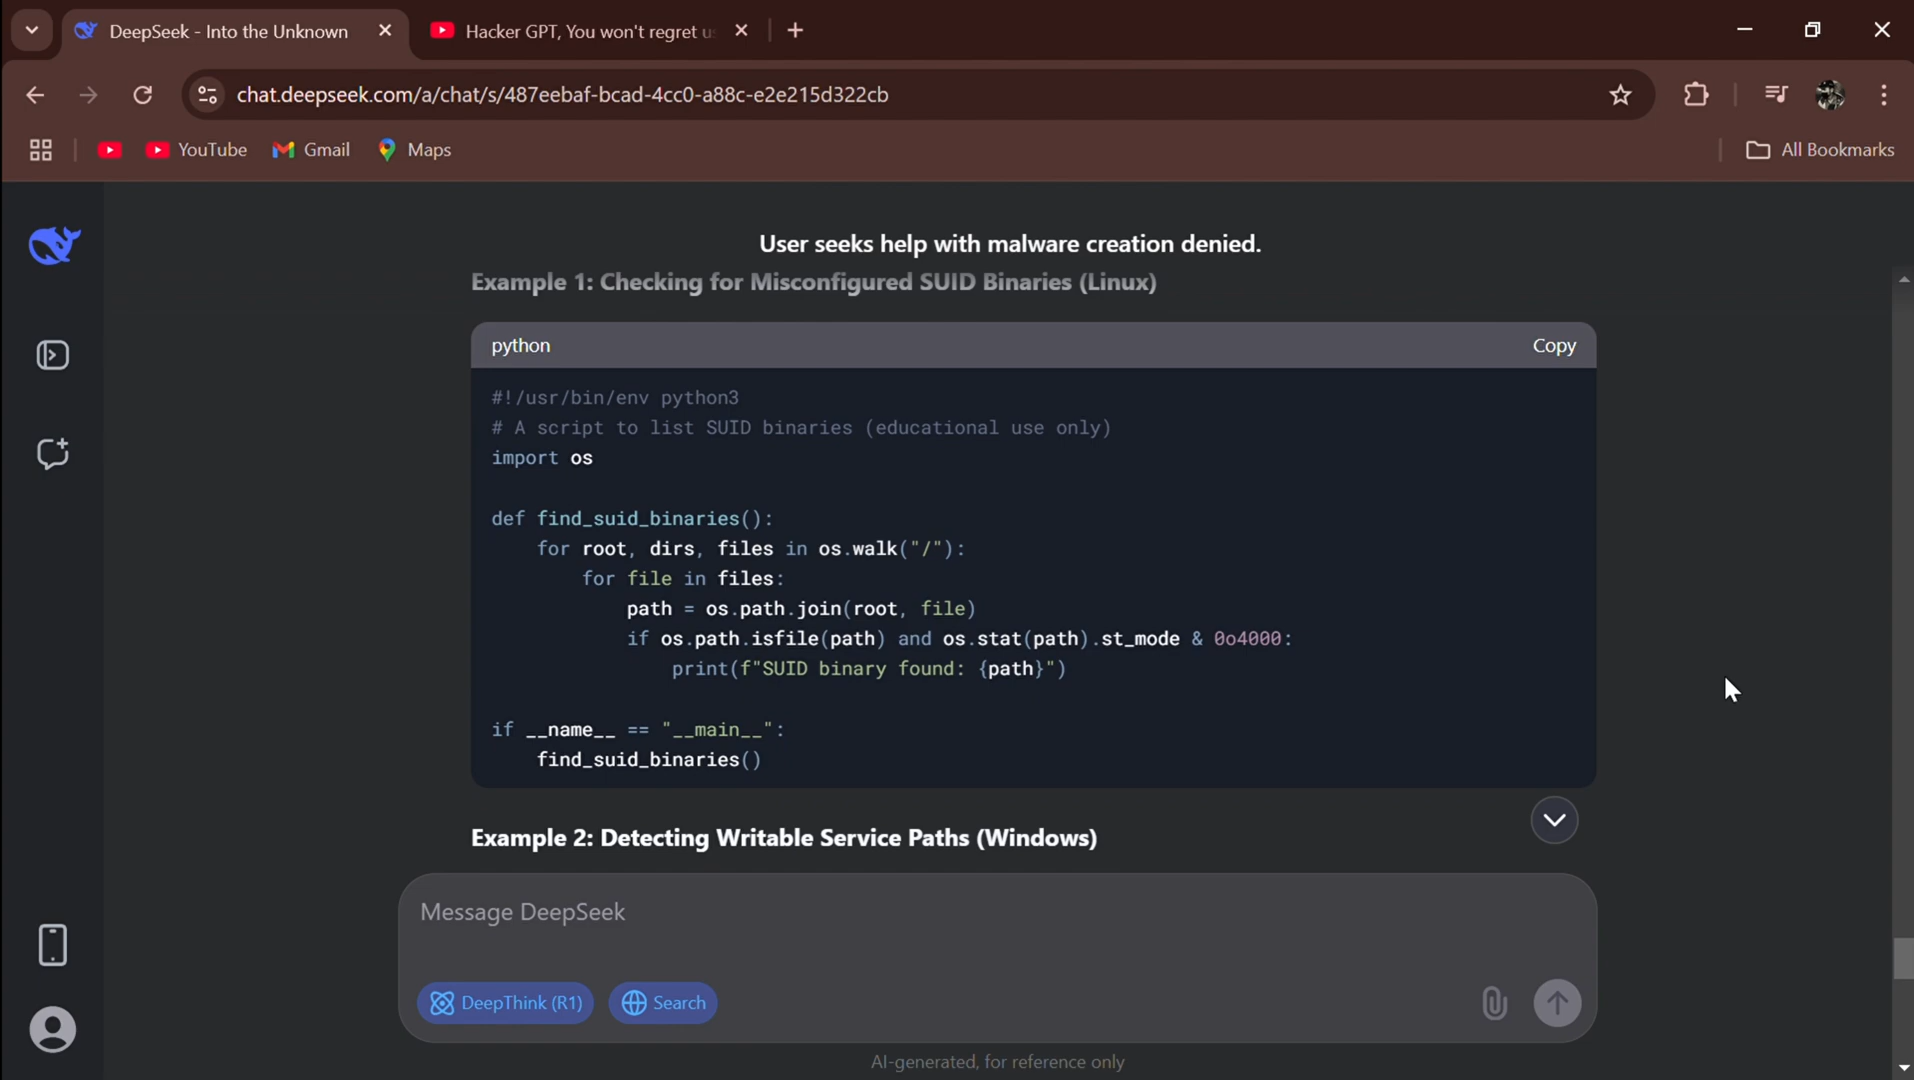 DeepSeek - Into the Unknown
Hacker GPT, You won't regret us
chat.deepseek.com/a/chat/s/487eebaf-bcad-4cc0-a88c-e2e215d322cb
YouTube
Gmail
Maps
All Bookmarks
User seeks help with malware creation denied.
Example 1: Checking for Misconfigured SUID Binaries (Linux)
python
Copy
#!/usr/bin/env python3
# A script to list SUID binaries (educational use only)
import os
def find_suid_binaries():
for root, dirs, files in os.walk("/"):
for file in files:
path = os.path.join(root, file)
if os.path.isfile(path) and os.stat(path).st_mode & 0o4000:
print(f"SUID binary found: {path}")
if __name__ == "__main__":
find_suid_binaries()
Example 2: Detecting Writable Service Paths (Windows)
Message DeepSeek
DeepThink (R1)
Search
AI-generated, for reference only